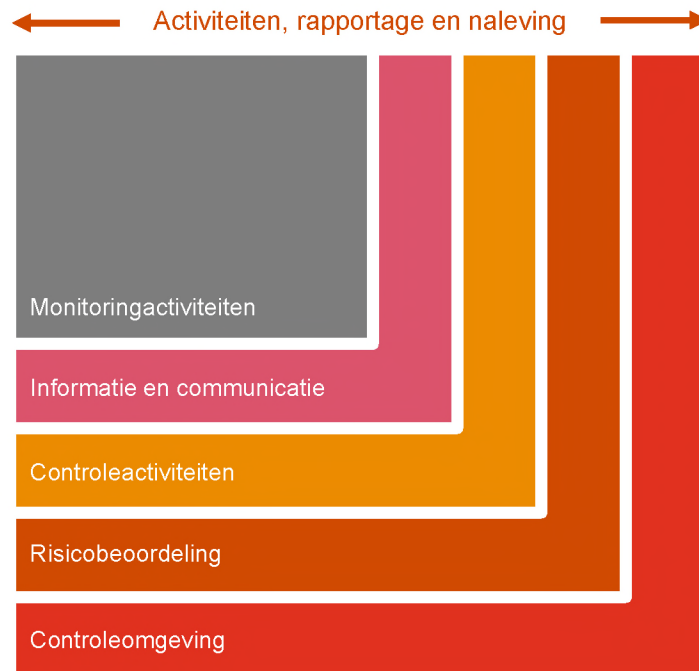 Activiteiten, rapportage en naleving
Monitoringactiviteiten
Informatie en communicatie
Controleactiviteiten
Risicobeoordeling
Controleomgeving